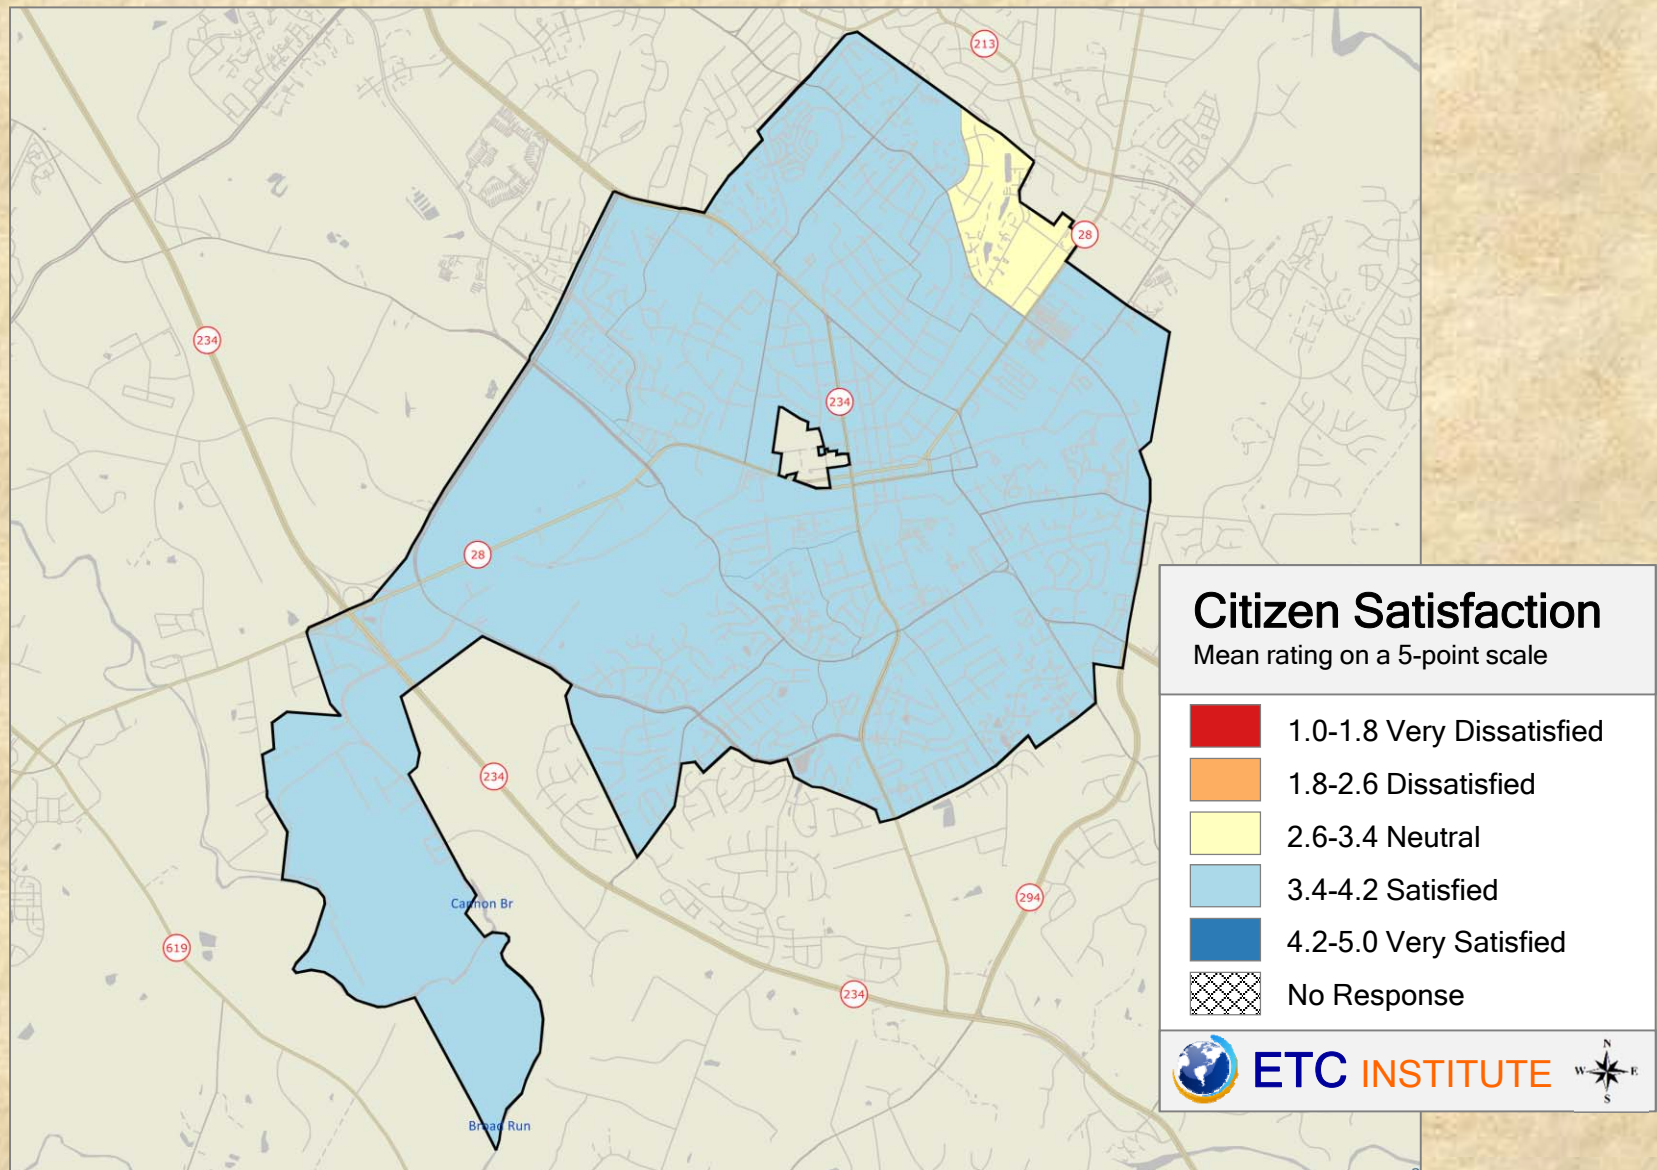 213
28
234
234
28
234
Cannon Br
294
619
234
Broad Run
Citizen Satisfaction
Mean rating on a 5-point scale
1.0-1.8 Very Dissatisfied
1.8-2.6 Dissatisfied
2.6-3.4 Neutral
3.4-4.2 Satisfied
4.2-5.0 Very Satisfied
No Response
ETC INSTITUTE
N
W E
S